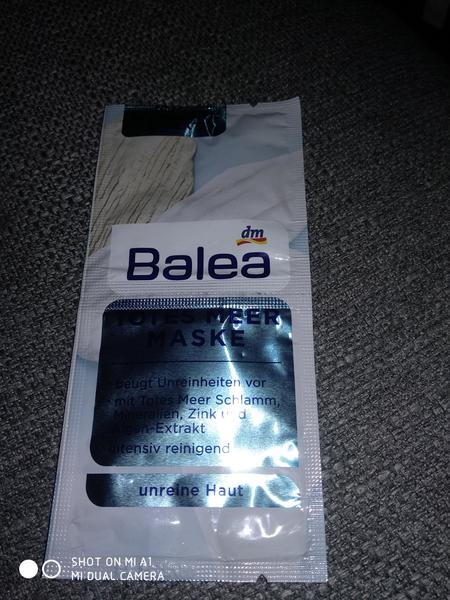 dm
Balea
TOTES MEER
MASKE
beugt Unreinheiten vor
mit Totes Meer Schlamm,
Mineralien, Zink und
-Extrakt
intensiv reinigend
unreine Haut
SHOT ON MI A1
MI DUAL CAMERA